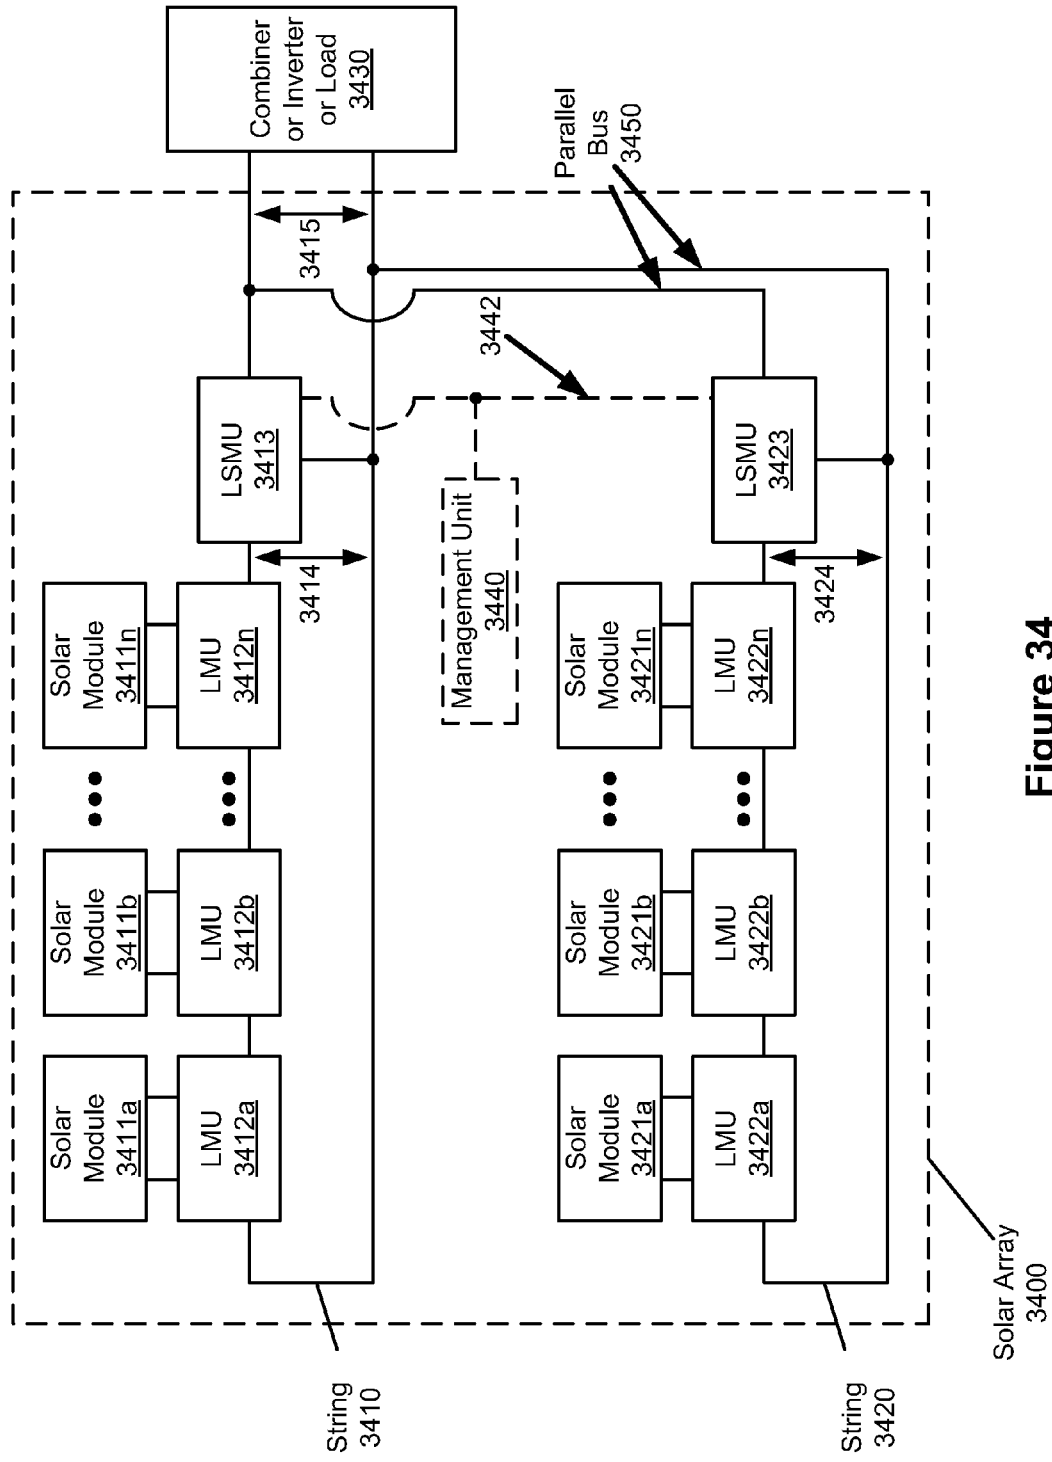 Solar
Module
3411a
Solar
Module
3411b
Solar
Module
3411n
LMU
3412a
LMU
3412b
LMU
3412n
LSMU
3413
Combiner
or Inverter
or Load
3430
3414
3415
String
3410
Management Unit
3440
3442
Parallel
Bus
3450
Solar
Module
3421a
Solar
Module
3421b
Solar
Module
3421n
LMU
3422a
LMU
3422b
LMU
3422n
LSMU
3423
3424
String
3420
Solar Array
3400
Figure 34